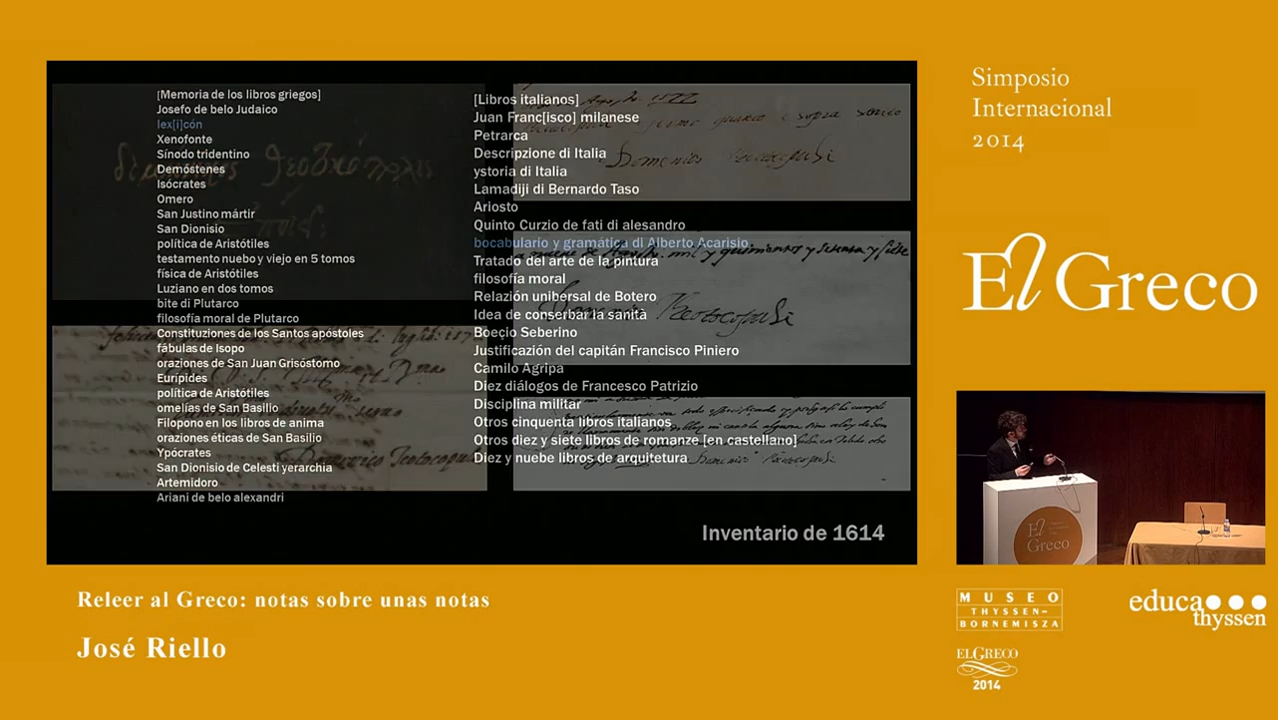 [Memoria de los libros griegos]
Josefo de belo Judaico
lex[i]cón
Xenofonte
Sínodo tridentino
Demóstenes
Isócrates
Omero
San Justino mártir
San Dionisio
política de Aristótiles
testamento nuebo y viejo en 5 tomos
física de Aristótiles
Luziano en dos tomos
bite di Plutarco
filosofía moral de Plutarco
Constituziones de los Santos apóstoles
fábulas de Isopo
oraziones de San Juan Grisóstomo
Eurípides
política de Aristótiles
omelías de San Basilio
Filopono en los libros de anima
oraziones éticas de San Basilio
Ypócrates
San Dionisio de Celesti yerarchia
Artemidoro
Ariani de belo alexandri
[Libros italianos]
Juan Franc[isco] milanese
Petrarca
Descripzione di Italia
ystoria di Italia
Lamadiji di Bernardo Taso
Ariosto
Quinto Curzio de fati di alesandro
bocabulario y gramática di Alberto Acarisio
Tratado del arte de la pintura
filosofía moral
Relazión unibersal de Botero
Idea de conserbar la sanità
Boeçio Seberino
Justificazión del capitán Francisco Piniero
Camilo Agripa
Diez diálogos de Francesco Patrizio
Disciplina militar
Otros cinquenta libros italianos
Otros diez y siete libros de romanze [en castellano]
Diez y nuebe libros de arquitetura
Inventario de 1614
Simposio
Internacional
2014
El Greco
El
Greco
Releer al Greco: notas sobre unas notas
José Riello
MUSEO
THYSSEN-
BORNEMISZA
educa
thyssen
EL GRECO
2014